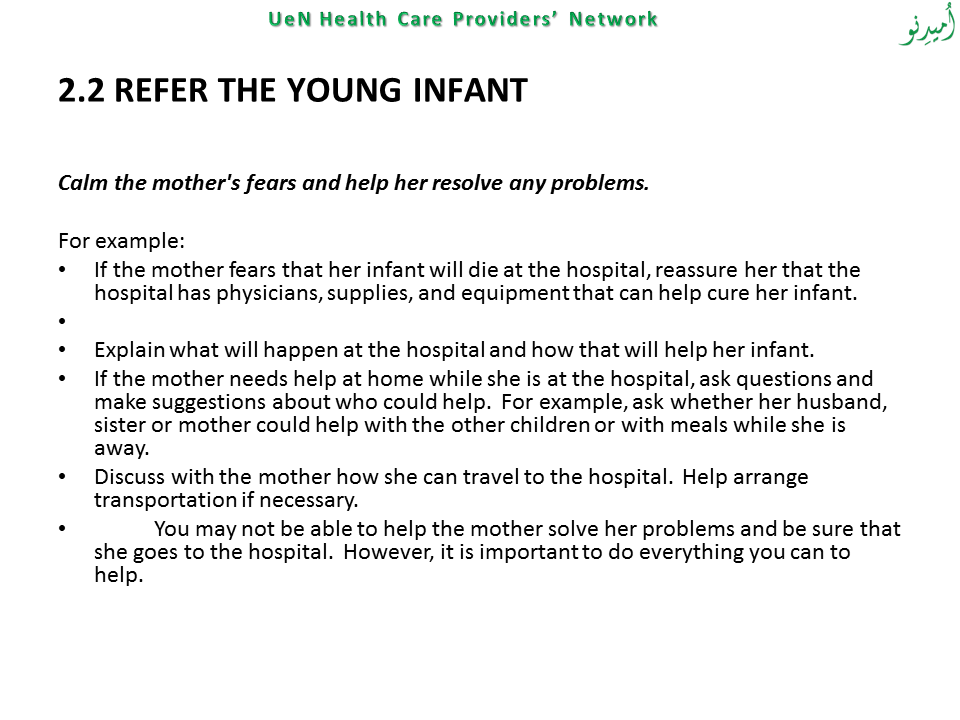 UeN Health Care Providers’ Network
اُمیدِنو
2.2 REFER THE YOUNG INFANT
Calm the mother's fears and help her resolve any problems.
For example:
• If the mother fears that her infant will die at the hospital, reassure her that the
hospital has physicians, supplies, and equipment that can help cure her infant.
•
• Explain what will happen at the hospital and how that will help her infant.
• If the mother needs help at home while she is at the hospital, ask questions and
make suggestions about who could help.  For example, ask whether her husband,
sister or mother could help with the other children or with meals while she is
away.
• Discuss with the mother how she can travel to the hospital.  Help arrange
transportation if necessary.
• You may not be able to help the mother solve her problems and be sure that
she goes to the hospital.  However, it is important to do everything you can to
help.